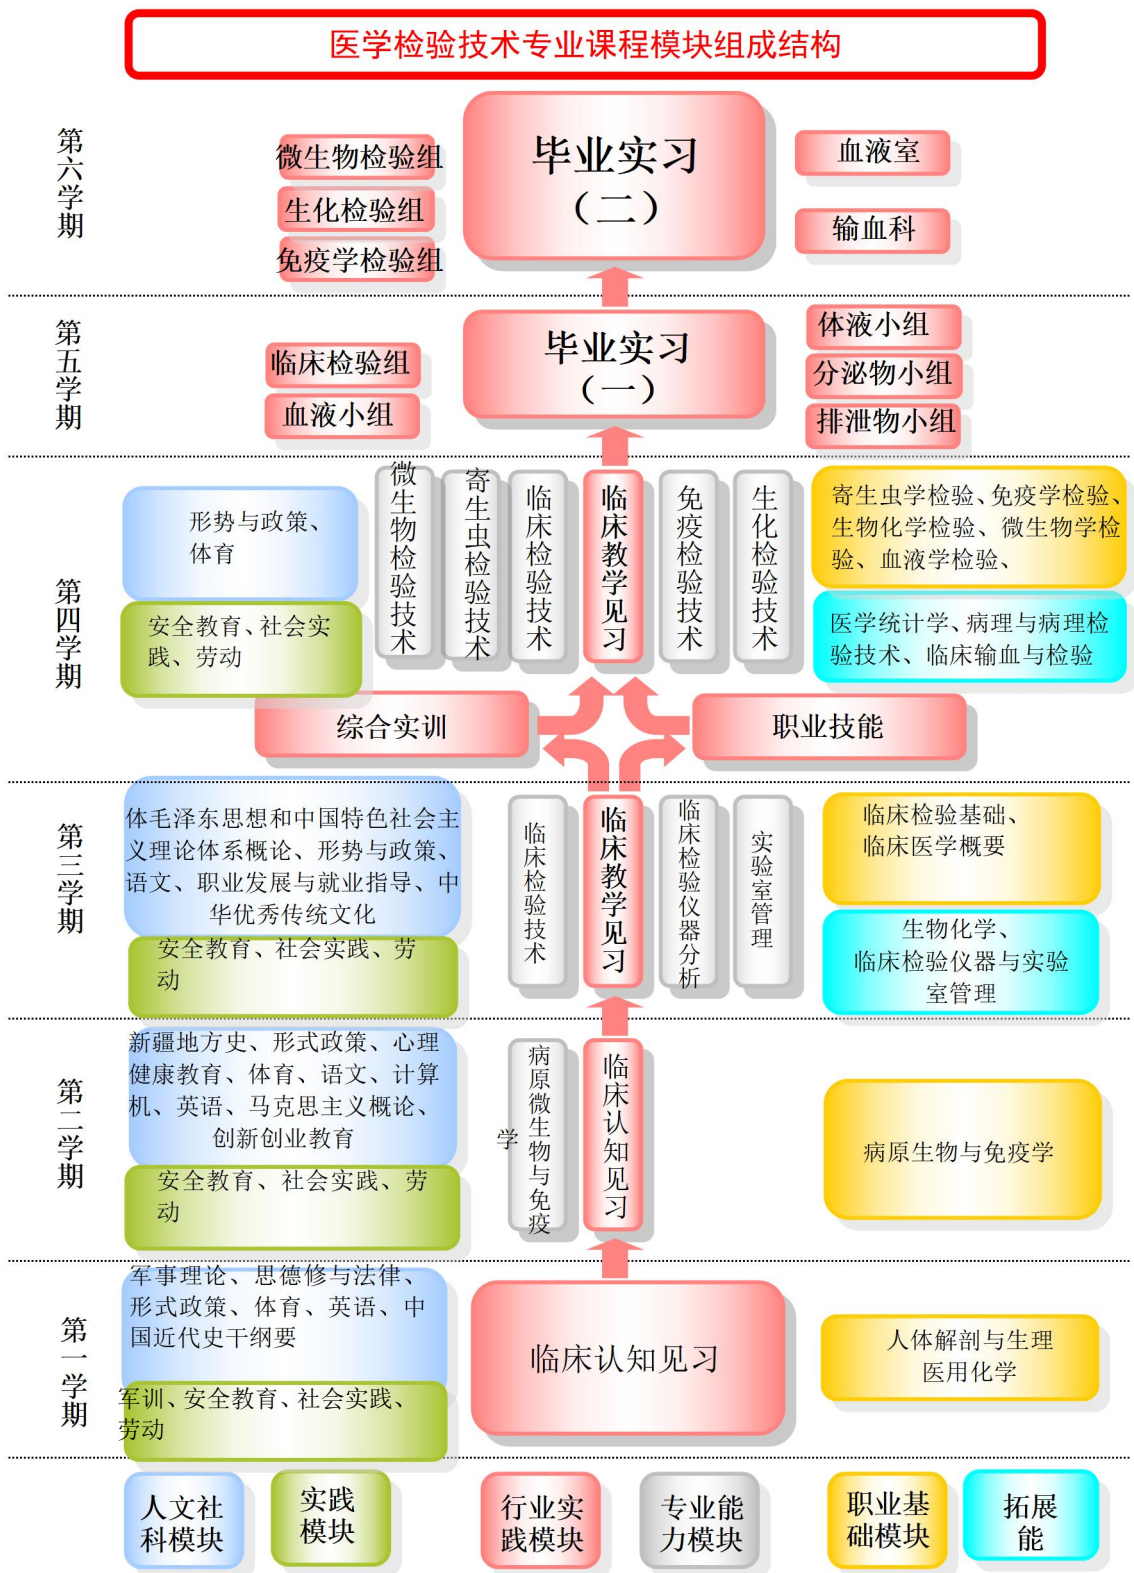 医学检验技术专业课程模块组成结构
第六学期
微生物检验组
生化检验组
免疫学检验组
毕业实习
（二）
血液室
输血科
第五学期
临床检验组
血液小组
毕业实习
（一）
体液小组
分泌物小组
排泄物小组
第四学期
形势与政策、
体育
安全教育、社会实
践、劳动
微生物检验技术
寄生虫检验技术
临床检验技术
临床教学见习
免疫检验技术
生化检验技术
寄生虫学检验、免疫学检验、
生物化学检验、微生物学检
验、血液学检验、
医学统计学、病理与病理检
验技术、临床输血与检验
综合实训
职业技能
第三学期
体毛泽东思想和中国特色社会主
义理论体系概论、形势与政策、
语文、职业发展与就业指导、中
华优秀传统文化
安全教育、社会实践、劳
动
临床检验技术
临床教学见习
临床检验仪器分析
实验室管理
临床检验基础、
临床医学概要
生物化学、
临床检验仪器与实验
室管理
第二学期
新疆地方史、形式政策、心理
健康教育、体育、语文、计算
机、英语、马克思主义概论、
创新创业教育
安全教育、社会实践、劳
动
病原微生物与免疫
学
临床认知见习
病原生物与免疫学
第一学期
军事理论、思德修与法律、
形式政策、体育、英语、中
国近代史干纲要
军训、安全教育、社会实践、
劳动
临床认知见习
人体解剖与生理
医用化学
人文社
科模块
实践
模块
行业实
践模块
专业能
力模块
职业基
础模块
拓展
能